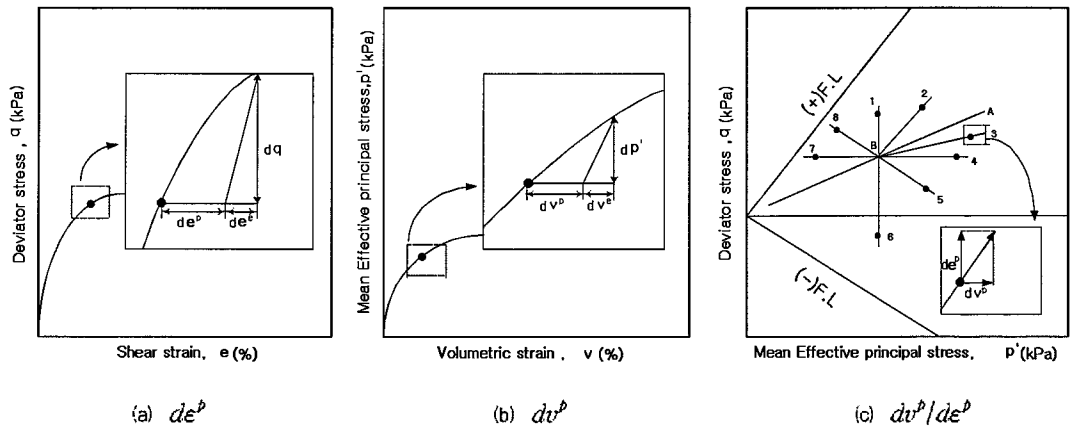 Deviator stress, q (kPa)
dq
de^p
de^e
Shear strain, e (%)
(a) dε^p
Mean Effective principal stress, p' (kPa)
dp'
dv^p
dv^e
Volumetric strain, v (%)
(b) dv^p
Deviator stress, q (kPa)
(+)F.L
1
2
A
8
3
B
7
4
5
6
de^p
dv^p
(-)F.L
Mean Effective principal stress, p' (kPa)
(c) dv^p/dε^p